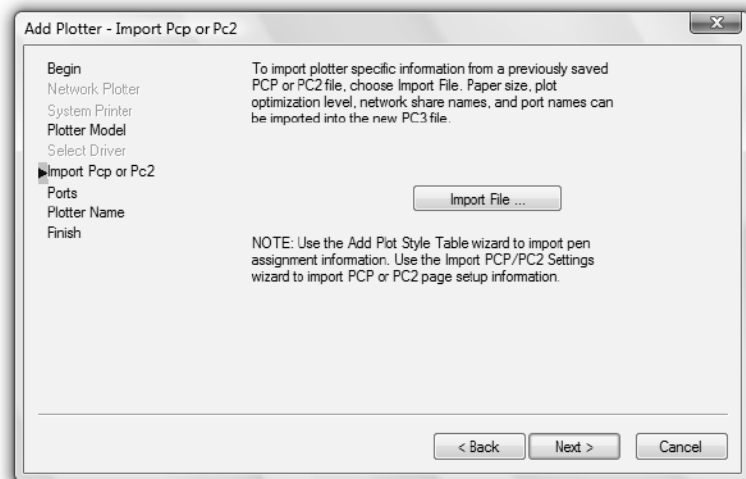 Add Plotter - Import Pcp or Pc2
X
Begin
Network Plotter
System Printer
Plotter Model
Select Driver
Import Pcp or Pc2
Ports
Plotter Name
Finish
To import plotter specific information from a previously saved
PCP or PC2 file, choose Import File. Paper size, plot
optimization level, network share names, and port names can
be imported into the new PC3 file.
Import File ...
NOTE: Use the Add Plot Style Table wizard to import pen
assignment information. Use the Import PCP/PC2 Settings
wizard to import PCP or PC2 page setup information.
< Back
Next >
Cancel